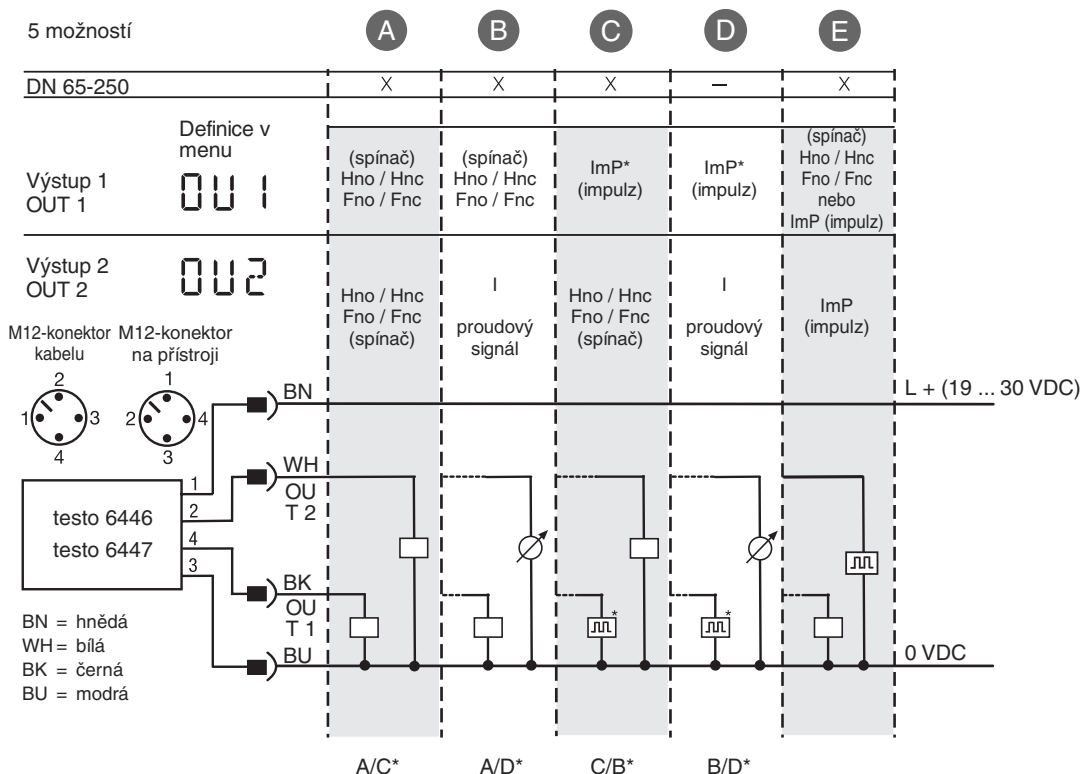 5 možností
A B C D E
DN 65-250 X X X – X
Definice v
menu
Výstup 1
OUT 1
OU1
(spínač)
Hno / Hnc
Fno / Fnc
(spínač)
Hno / Hnc
Fno / Fnc
ImP*
(impulz)
ImP*
(impulz)
(spínač)
Hno / Hnc
Fno / Fnc
nebo
ImP (impulz)
Výstup 2
OUT 2
OU2
Hno / Hnc
Fno / Fnc
(spínač)
I
proudový
signál
Hno / Hnc
Fno / Fnc
(spínač)
I
proudový
signál
ImP
(impulz)
M12-konektor
kabelu
M12-konektor
na přístroji
2
1 3
4
1
2 4
3
BN
L + (19 ... 30 VDC)
WH
OU
T 2
testo 6446
testo 6447
1
2
4
3
BK
OU
T 1
*
*
BU
0 VDC
BN = hnědá
WH = bílá
BK = černá
BU = modrá
A/C* A/D* C/B* B/D*